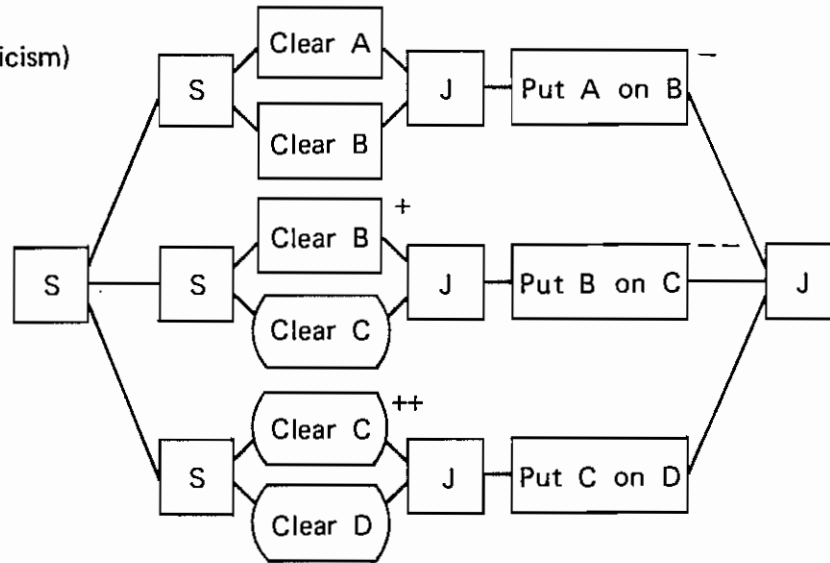 icism)
Clear A
S
J
Put A on B
–
Clear B
Clear B
+
S
S
J
Put B on C
– –
J
Clear C
Clear C
++
S
J
Put C on D
Clear D